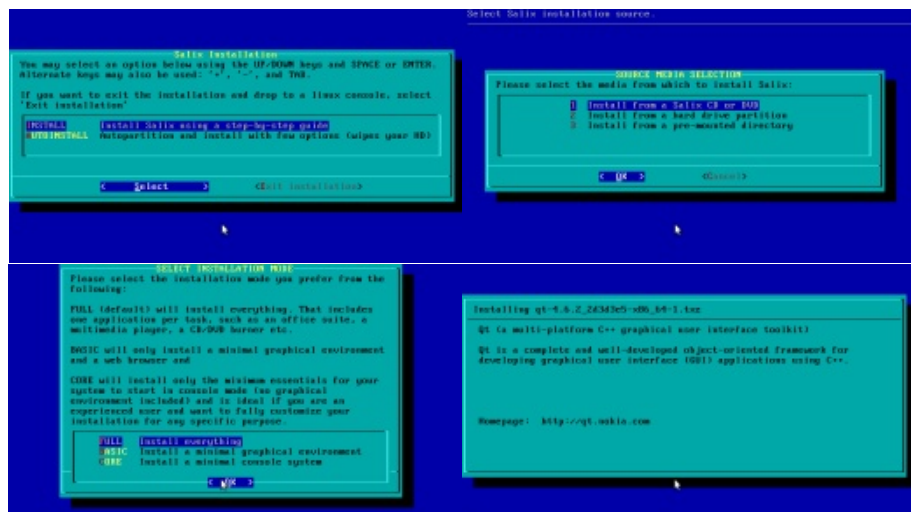 Salix Installation
You may select an option below using the UP/DOWN keys and SPACE or ENTER.
Alternate keys may also be used: '+', '-', and TAB.
If you want to exit the installation and drop to a linux console, select
'Exit installation'
INSTALL Install Salix using a step-by-step guide
AUTOINSTALL Autopartition and install with few options (wipes your HD)
< Select > <Exit installation>
Select Salix installation source.
SOURCE MEDIA SELECTION
Please select the media from which to install Salix:
1 Install from a Salix CD or DVD
2 Install from a hard drive partition
3 Install from a pre-mounted directory
< OK > <Cancel>
SELECT INSTALLATION MODE
Please select the installation mode you prefer from the
following:
FULL (default) will install everything. That includes
one application per task, such as an office suite, a
multimedia player, a CD/DVD burner etc.
BASIC will only install a minimal graphical environment
and a web browser and
CORE will install only the minimum essentials for your
system to start in console mode (no graphical
environment included) and is ideal if you are an
experienced user and want to fully customize your
installation for any specific purpose.
FULL Install everything
BASIC Install a minimal graphical environment
CORE Install a minimal console system
< OK >
Installing qt-4.6.2_2d3d3e5-x86_64-1.txz
Qt (a multi-platform C++ graphical user interface toolkit)
Qt is a complete and well-developed object-oriented framework for
developing graphical user interface (GUI) applications using C++.
Homepage: http://qt.nokia.com